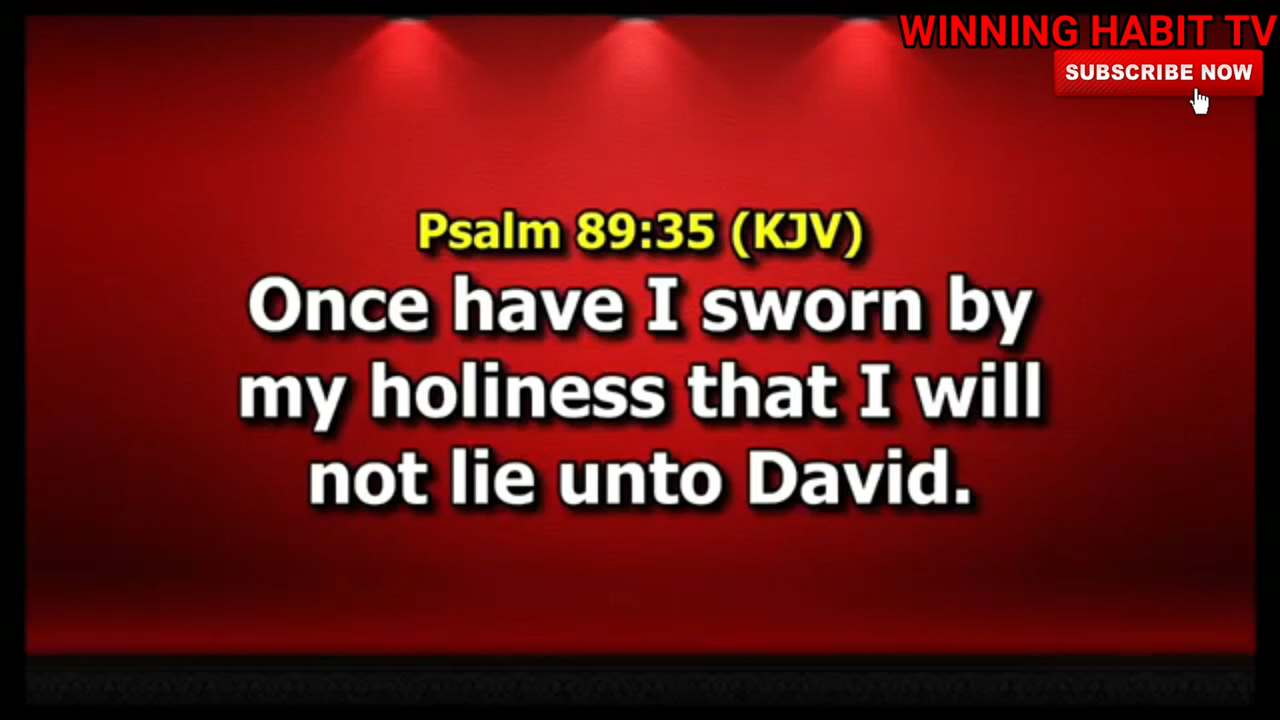 WINNING HABIT TV
SUBSCRIBE NOW
Psalm 89:35 (KJV)
Once have I sworn by
my holiness that I will
not lie unto David.